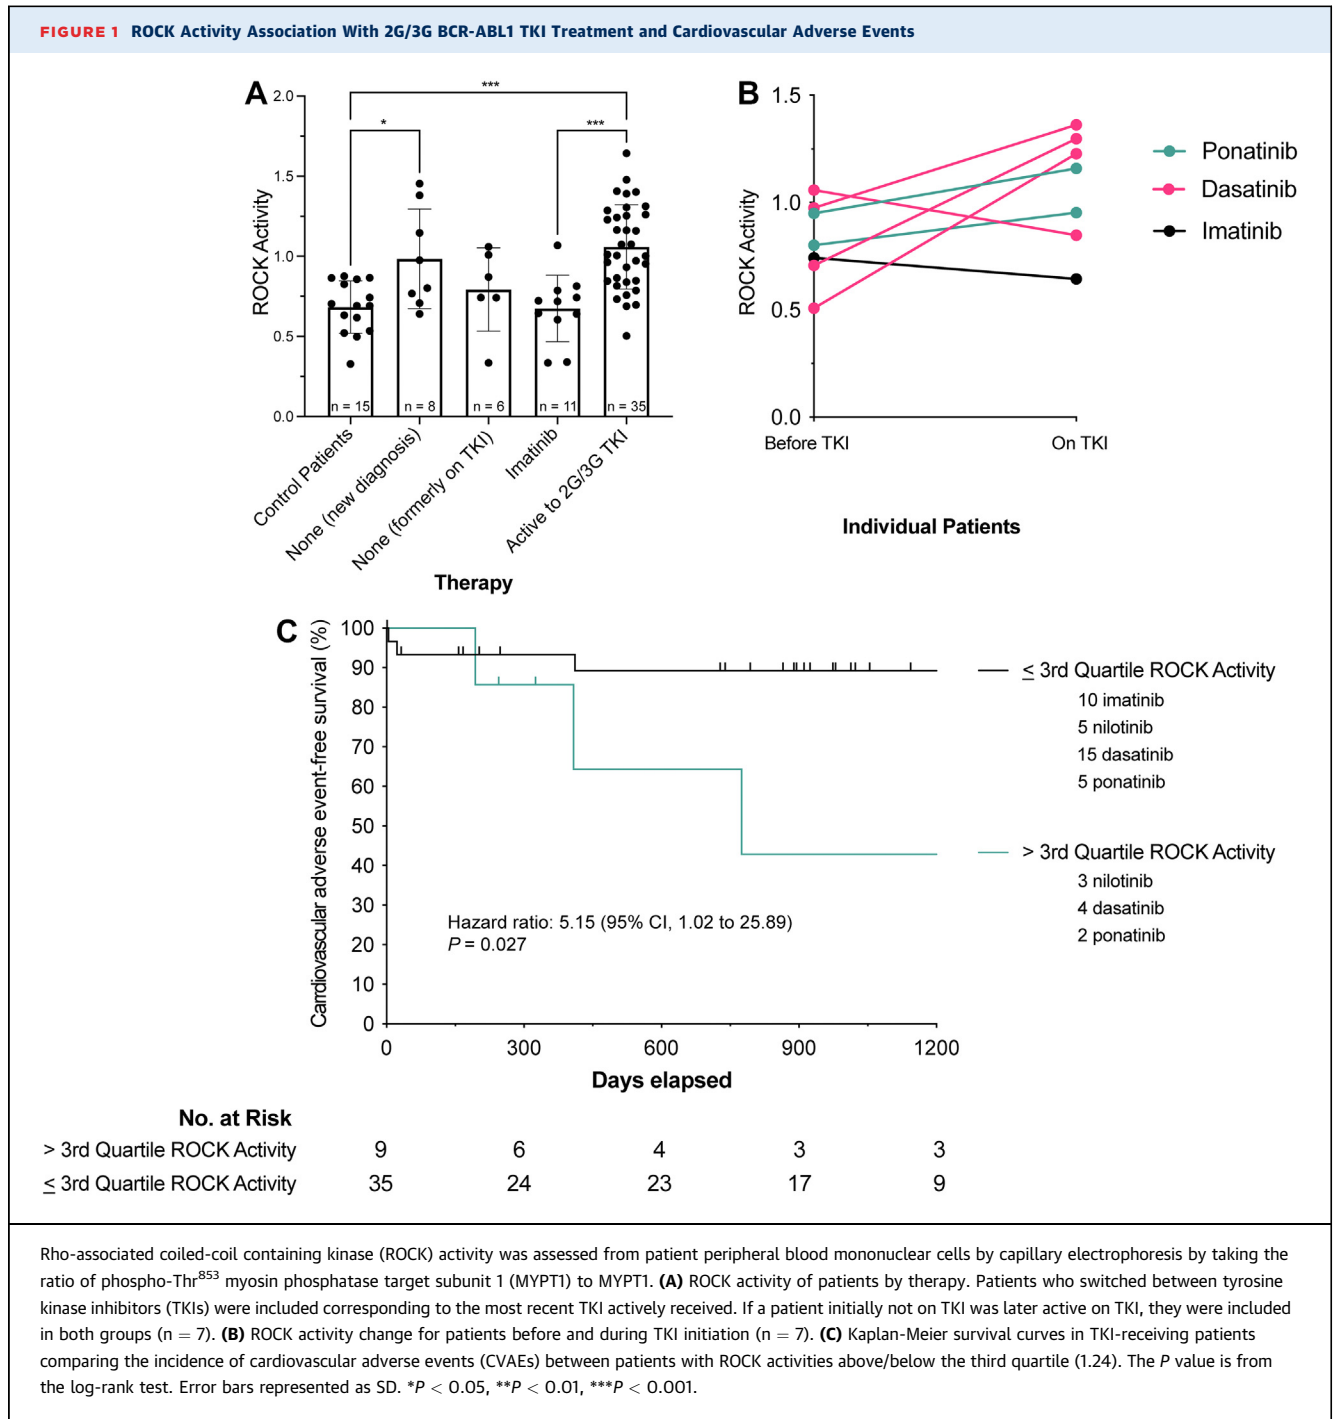 FIGURE 1 ROCK Activity Association With 2G/3G BCR-ABL1 TKI Treatment and Cardiovascular Adverse Events
A
ROCK Activity
2.0
1.5
1.0
0.5
0.0
***
*
***
n = 15
n = 8
n = 6
n = 11
n = 35
Control Patients
None (new diagnosis)
None (formerly on TKI)
Imatinib
Active to 2G/3G TKI
Therapy
B
ROCK Activity
1.5
1.0
0.5
0.0
Before TKI
On TKI
Individual Patients
Ponatinib
Dasatinib
Imatinib
C
Cardiovascular adverse event-free survival (%)
100
90
80
70
60
50
40
30
20
10
0
Hazard ratio: 5.15 (95% CI, 1.02 to 25.89)
P = 0.027
0
300
600
900
1200
Days elapsed
≤ 3rd Quartile ROCK Activity
10 imatinib
5 nilotinib
15 dasatinib
5 ponatinib
> 3rd Quartile ROCK Activity
3 nilotinib
4 dasatinib
2 ponatinib
No. at Risk
> 3rd Quartile ROCK Activity 9 6 4 3 3
≤ 3rd Quartile ROCK Activity 35 24 23 17 9
Rho-associated coiled-coil containing kinase (ROCK) activity was assessed from patient peripheral blood mononuclear cells by capillary electrophoresis by taking the
ratio of phospho-Thr⁸⁵³ myosin phosphatase target subunit 1 (MYPT1) to MYPT1. (A) ROCK activity of patients by therapy. Patients who switched between tyrosine
kinase inhibitors (TKIs) were included corresponding to the most recent TKI actively received. If a patient initially not on TKI was later active on TKI, they were included
in both groups (n = 7). (B) ROCK activity change for patients before and during TKI initiation (n = 7). (C) Kaplan-Meier survival curves in TKI-receiving patients
comparing the incidence of cardiovascular adverse events (CVAEs) between patients with ROCK activities above/below the third quartile (1.24). The P value is from
the log-rank test. Error bars represented as SD. *P < 0.05, **P < 0.01, ***P < 0.001.